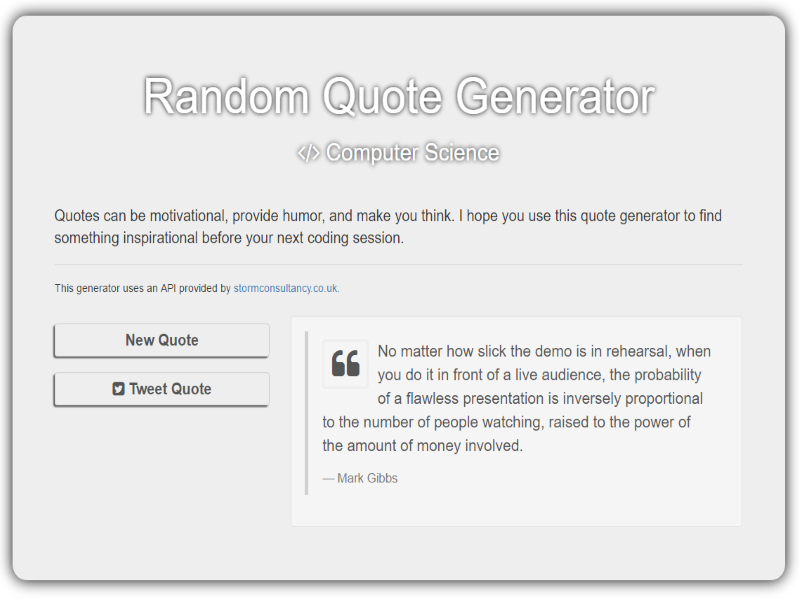 Random Quote Generator
</> Computer Science
Quotes can be motivational, provide humor, and make you think. I hope you use this quote generator to find
something inspirational before your next coding session.
This generator uses an API provided by stormconsultancy.co.uk.
New Quote
Tweet Quote
No matter how slick the demo is in rehearsal, when
you do it in front of a live audience, the probability
of a flawless presentation is inversely proportional
to the number of people watching, raised to the power of
the amount of money involved.
— Mark Gibbs